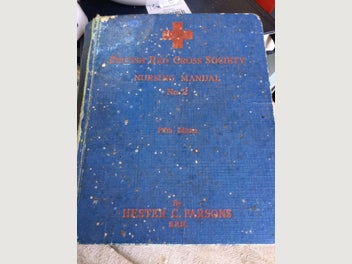 RED CROSS SOCIETY
NURSING MANUAL
No. 2
By
HESTER C. PARSONS